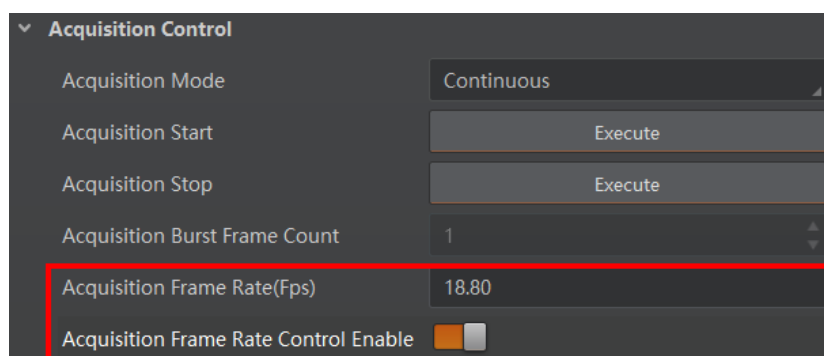 Acquisition Control
Acquisition Mode Continuous
Acquisition Start Execute
Acquisition Stop Execute
Acquisition Burst Frame Count 1
Acquisition Frame Rate(Fps) 18.80
Acquisition Frame Rate Control Enable